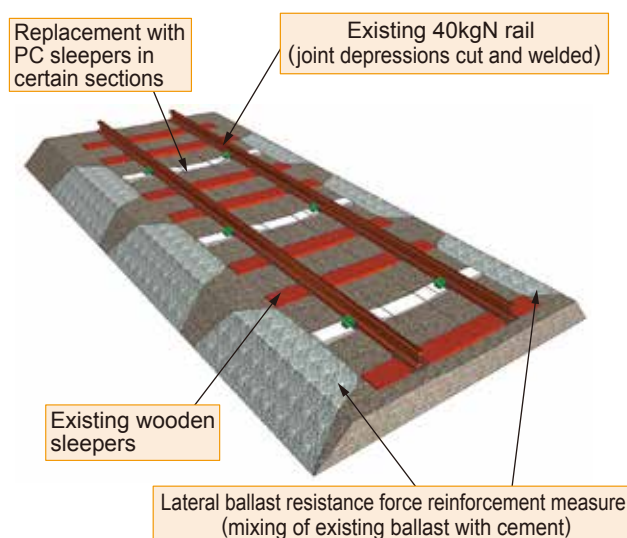 Replacement with
PC sleepers in
certain sections
Existing 40kgN rail
(joint depressions cut and welded)
Existing wooden
sleepers
Lateral ballast resistance force reinforcement measure
(mixing of existing ballast with cement)